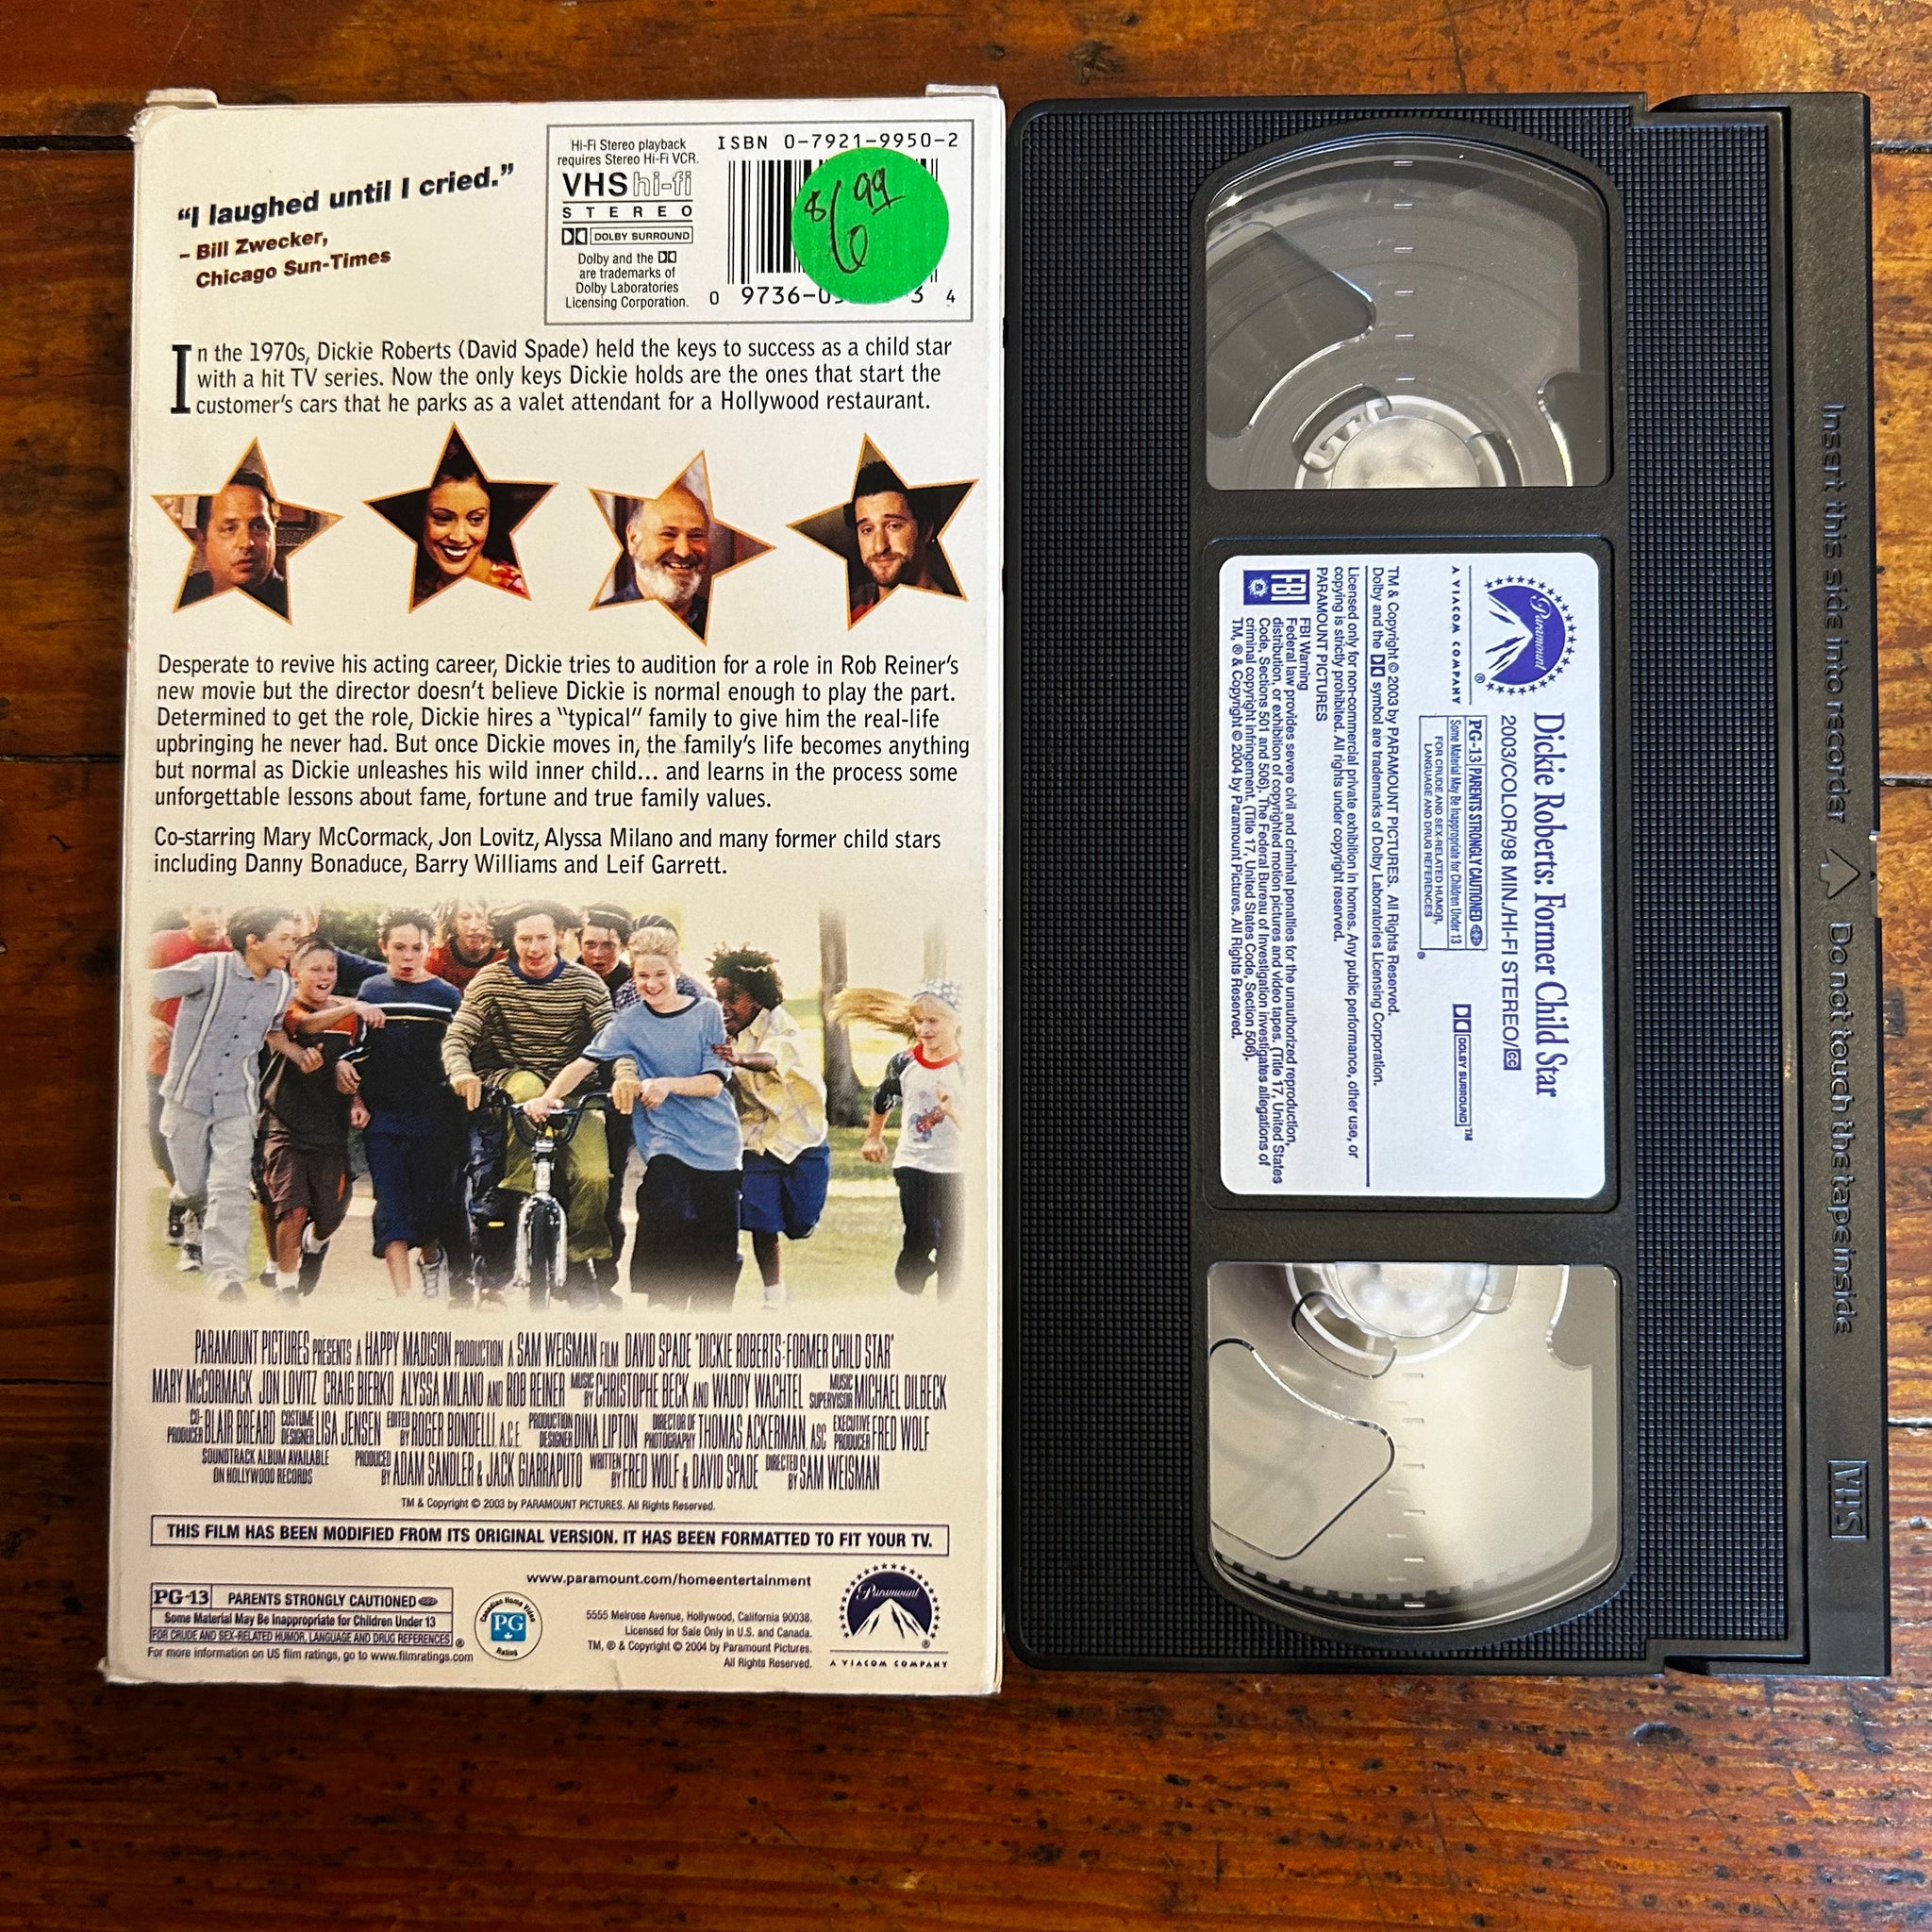 "I laughed until I cried."
– Bill Zwecker,
Chicago Sun-Times
Hi-Fi Stereo playback
requires Stereo Hi-Fi VCR.
VHS hi-fi
STEREO
DOLBY SURROUND
Dolby and the
are trademarks of
Dolby Laboratories
Licensing Corporation.
ISBN 0-7921-9950-2
$6.99
0 9736-0 3 4
In the 1970s, Dickie Roberts (David Spade) held the keys to success as a child star
with a hit TV series. Now the only keys Dickie holds are the ones that start the
customer's cars that he parks as a valet attendant for a Hollywood restaurant.
Desperate to revive his acting career, Dickie tries to audition for a role in Rob Reiner's
new movie but the director doesn't believe Dickie is normal enough to play the part.
Determined to get the role, Dickie hires a "typical" family to give him the real-life
upbringing he never had. But once Dickie moves in, the family's life becomes anything
but normal as Dickie unleashes his wild inner child... and learns in the process some
unforgettable lessons about fame, fortune and true family values.
Co-starring Mary McCormack, Jon Lovitz, Alyssa Milano and many former child stars
including Danny Bonaduce, Barry Williams and Leif Garrett.
PARAMOUNT PICTURES PRESENTS A HAPPY MADISON PRODUCTION A SAM WEISMAN FILM DAVID SPADE "DICKIE ROBERTS: FORMER CHILD STAR"
MARY McCORMACK JON LOVITZ CRAIG BIERKO ALYSSA MILANO AND ROB REINER MUSIC BY CHRISTOPHE BECK AND WADDY WACHTEL MUSIC SUPERVISOR MICHAEL DILBECK
CO-PRODUCER BLAIR BREARD COSTUME DESIGNER LISA JENSEN EDITED BY ROGER BONDELLI, A.C.E. PRODUCTION DESIGNER DINA LIPTON DIRECTOR OF PHOTOGRAPHY THOMAS ACKERMAN, ASC EXECUTIVE PRODUCER FRED WOLF
SOUNDTRACK ALBUM AVAILABLE ON HOLLYWOOD RECORDS PRODUCED BY ADAM SANDLER & JACK GIARRAPUTO WRITTEN BY FRED WOLF & DAVID SPADE DIRECTED BY SAM WEISMAN
TM & Copyright © 2003 by PARAMOUNT PICTURES. All Rights Reserved.
THIS FILM HAS BEEN MODIFIED FROM ITS ORIGINAL VERSION. IT HAS BEEN FORMATTED TO FIT YOUR TV.
PG-13 PARENTS STRONGLY CAUTIONED
Some Material May Be Inappropriate for Children Under 13
FOR CRUDE AND SEX-RELATED HUMOR, LANGUAGE AND DRUG REFERENCES ®
For more information on US film ratings, go to www.filmratings.com
Canadian Home Video
PG
Rating
www.paramount.com/homeentertainment
5555 Melrose Avenue, Hollywood, California 90038.
Licensed for Sale Only in U.S. and Canada.
TM, ® & Copyright © 2004 by Paramount Pictures.
All Rights Reserved.
Paramount
®
A VIACOM COMPANY
Paramount
®
A VIACOM COMPANY
Dickie Roberts: Former Child Star
2003/COLOR/98 MIN./HI-FI STEREO/CC
PG-13 PARENTS STRONGLY CAUTIONED
Some Material May Be Inappropriate for Children Under 13
FOR CRUDE AND SEX-RELATED HUMOR,
LANGUAGE AND DRUG REFERENCES
®
DOLBY SURROUND ™
TM & Copyright © 2003 by PARAMOUNT PICTURES. All Rights Reserved.
Dolby and the symbol are trademarks of Dolby Laboratories Licensing Corporation.
Licensed only for non-commercial private exhibition in homes. Any public performance, other use, or
copying is strictly prohibited. All rights under copyright reserved.
PARAMOUNT PICTURES
FBI
FBI Warning
Federal law provides severe civil and criminal penalties for the unauthorized reproduction,
distribution, or exhibition of copyrighted motion pictures and video tapes. (Title 17, United States
Code, Sections 501 and 506). The Federal Bureau of Investigation investigates allegations of
criminal copyright infringement. (Title 17, United States Code, Section 506).
TM, ® & Copyright © 2004 by Paramount Pictures. All Rights Reserved.
Insert this side into recorder
Do not touch the tape inside
VHS